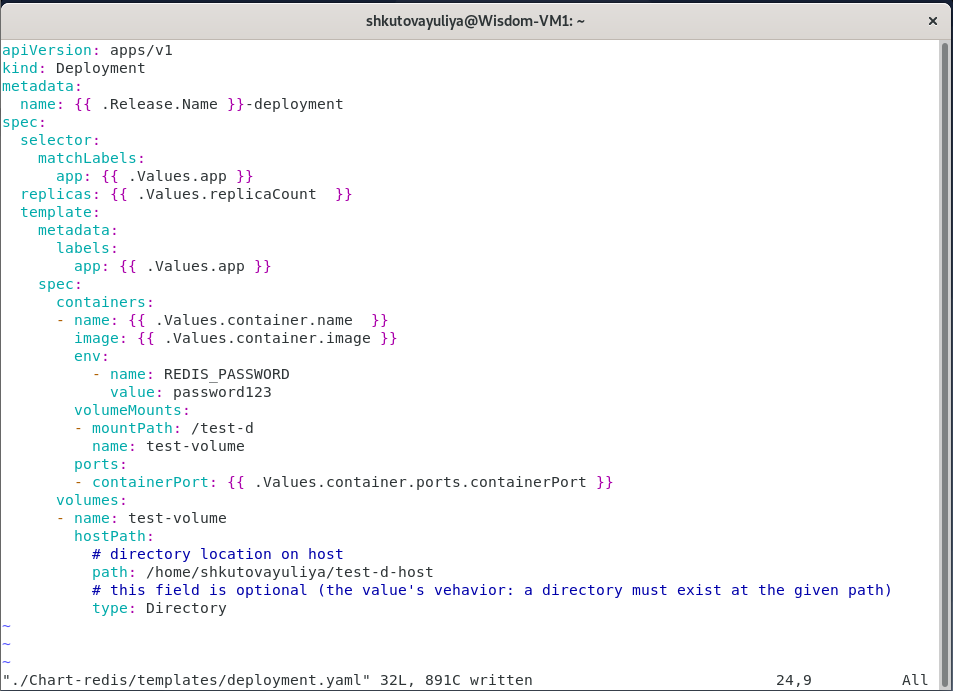 shkutovayuliya@Wisdom-VM1: ~
×
apiVersion: apps/v1
kind: Deployment
metadata:
  name: {{ .Release.Name }}-deployment
spec:
  selector:
    matchLabels:
      app: {{ .Values.app }}
  replicas: {{ .Values.replicaCount  }}
  template:
    metadata:
      labels:
        app: {{ .Values.app }}
    spec:
      containers:
      - name: {{ .Values.container.name  }}
        image: {{ .Values.container.image }}
        env:
          - name: REDIS_PASSWORD
            value: password123
        volumeMounts:
        - mountPath: /test-d
          name: test-volume
        ports:
        - containerPort: {{ .Values.container.ports.containerPort }}
      volumes:
      - name: test-volume
        hostPath:
          # directory location on host
          path: /home/shkutovayuliya/test-d-host
          # this field is optional (the value's vehavior: a directory must exist at the given path)
          type: Directory
~
~
~
"./Chart-redis/templates/deployment.yaml" 32L, 891C written 24,9 All